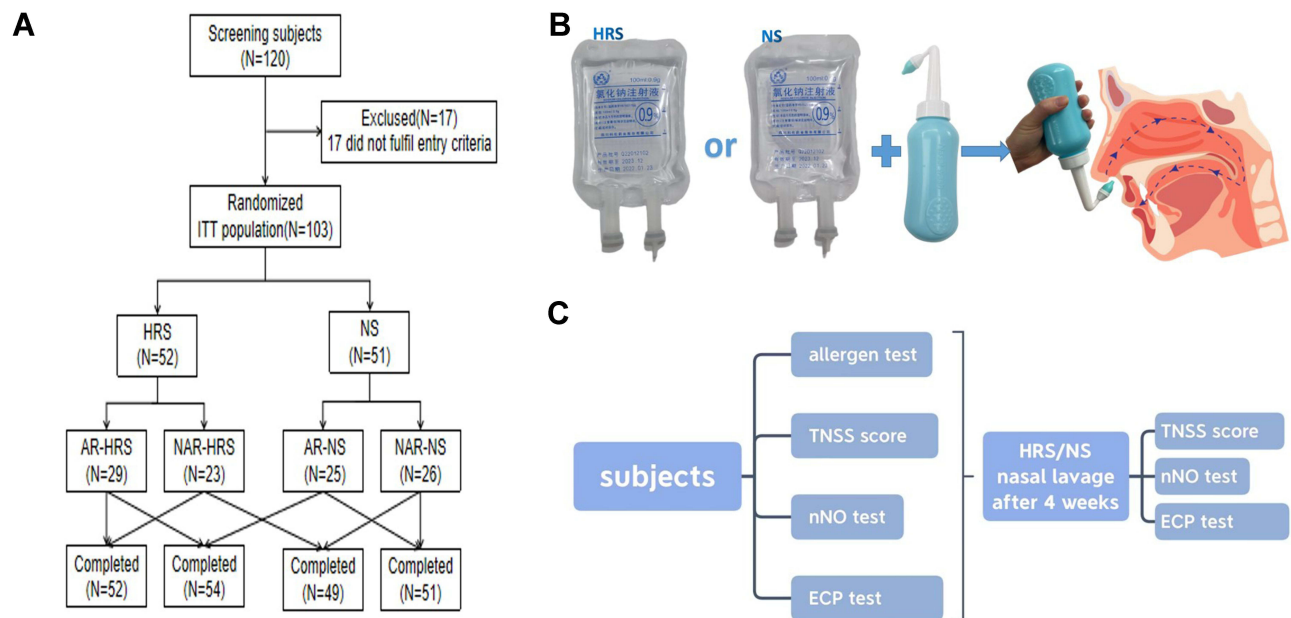 A
Screening subjects
(N=120)
Exclused(N=17)
17 did not fulfil entry criteria
Randomized
ITT population(N=103)
HRS
(N=52)
NS
(N=51)
AR-HRS
(N=29)
NAR-HRS
(N=23)
AR-NS
(N=25)
NAR-NS
(N=26)
Completed
(N=52)
Completed
(N=54)
Completed
(N=49)
Completed
(N=51)
B
HRS
氯化钠注射液
0.9
NS
氯化钠注射液
0.9
or
C
subjects
allergen test
TNSS score
nNO test
ECP test
HRS/NS
nasal lavage
after 4 weeks
TNSS score
nNO test
ECP test